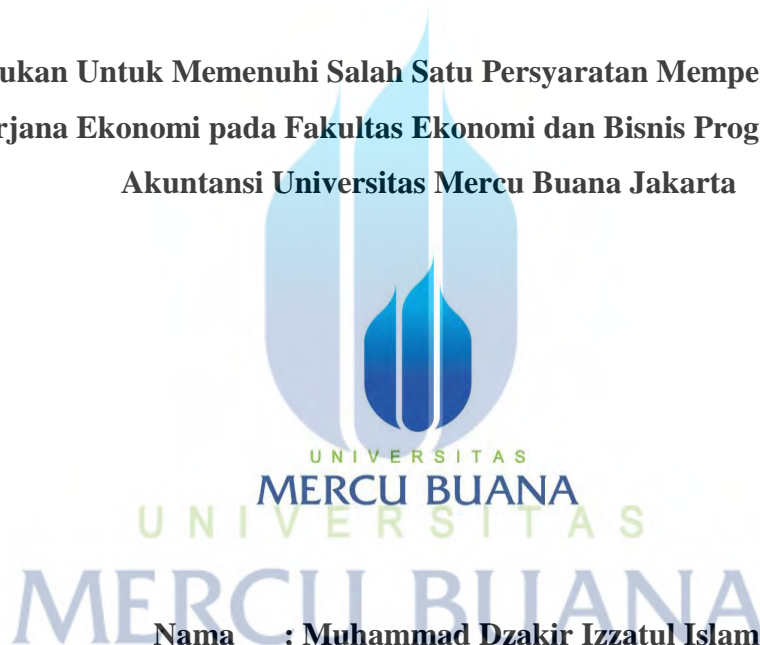 ukan Untuk Memenuhi Salah Satu Persyaratan Mempe
rjana Ekonomi pada Fakultas Ekonomi dan Bisnis Prog
Akuntansi Universitas Mercu Buana Jakarta
UNIVERSITAS
MERCU BUANA
UNIVERSITAS
MERCU BUANA
Nama : Muhammad Dzakir Izzatul Islam